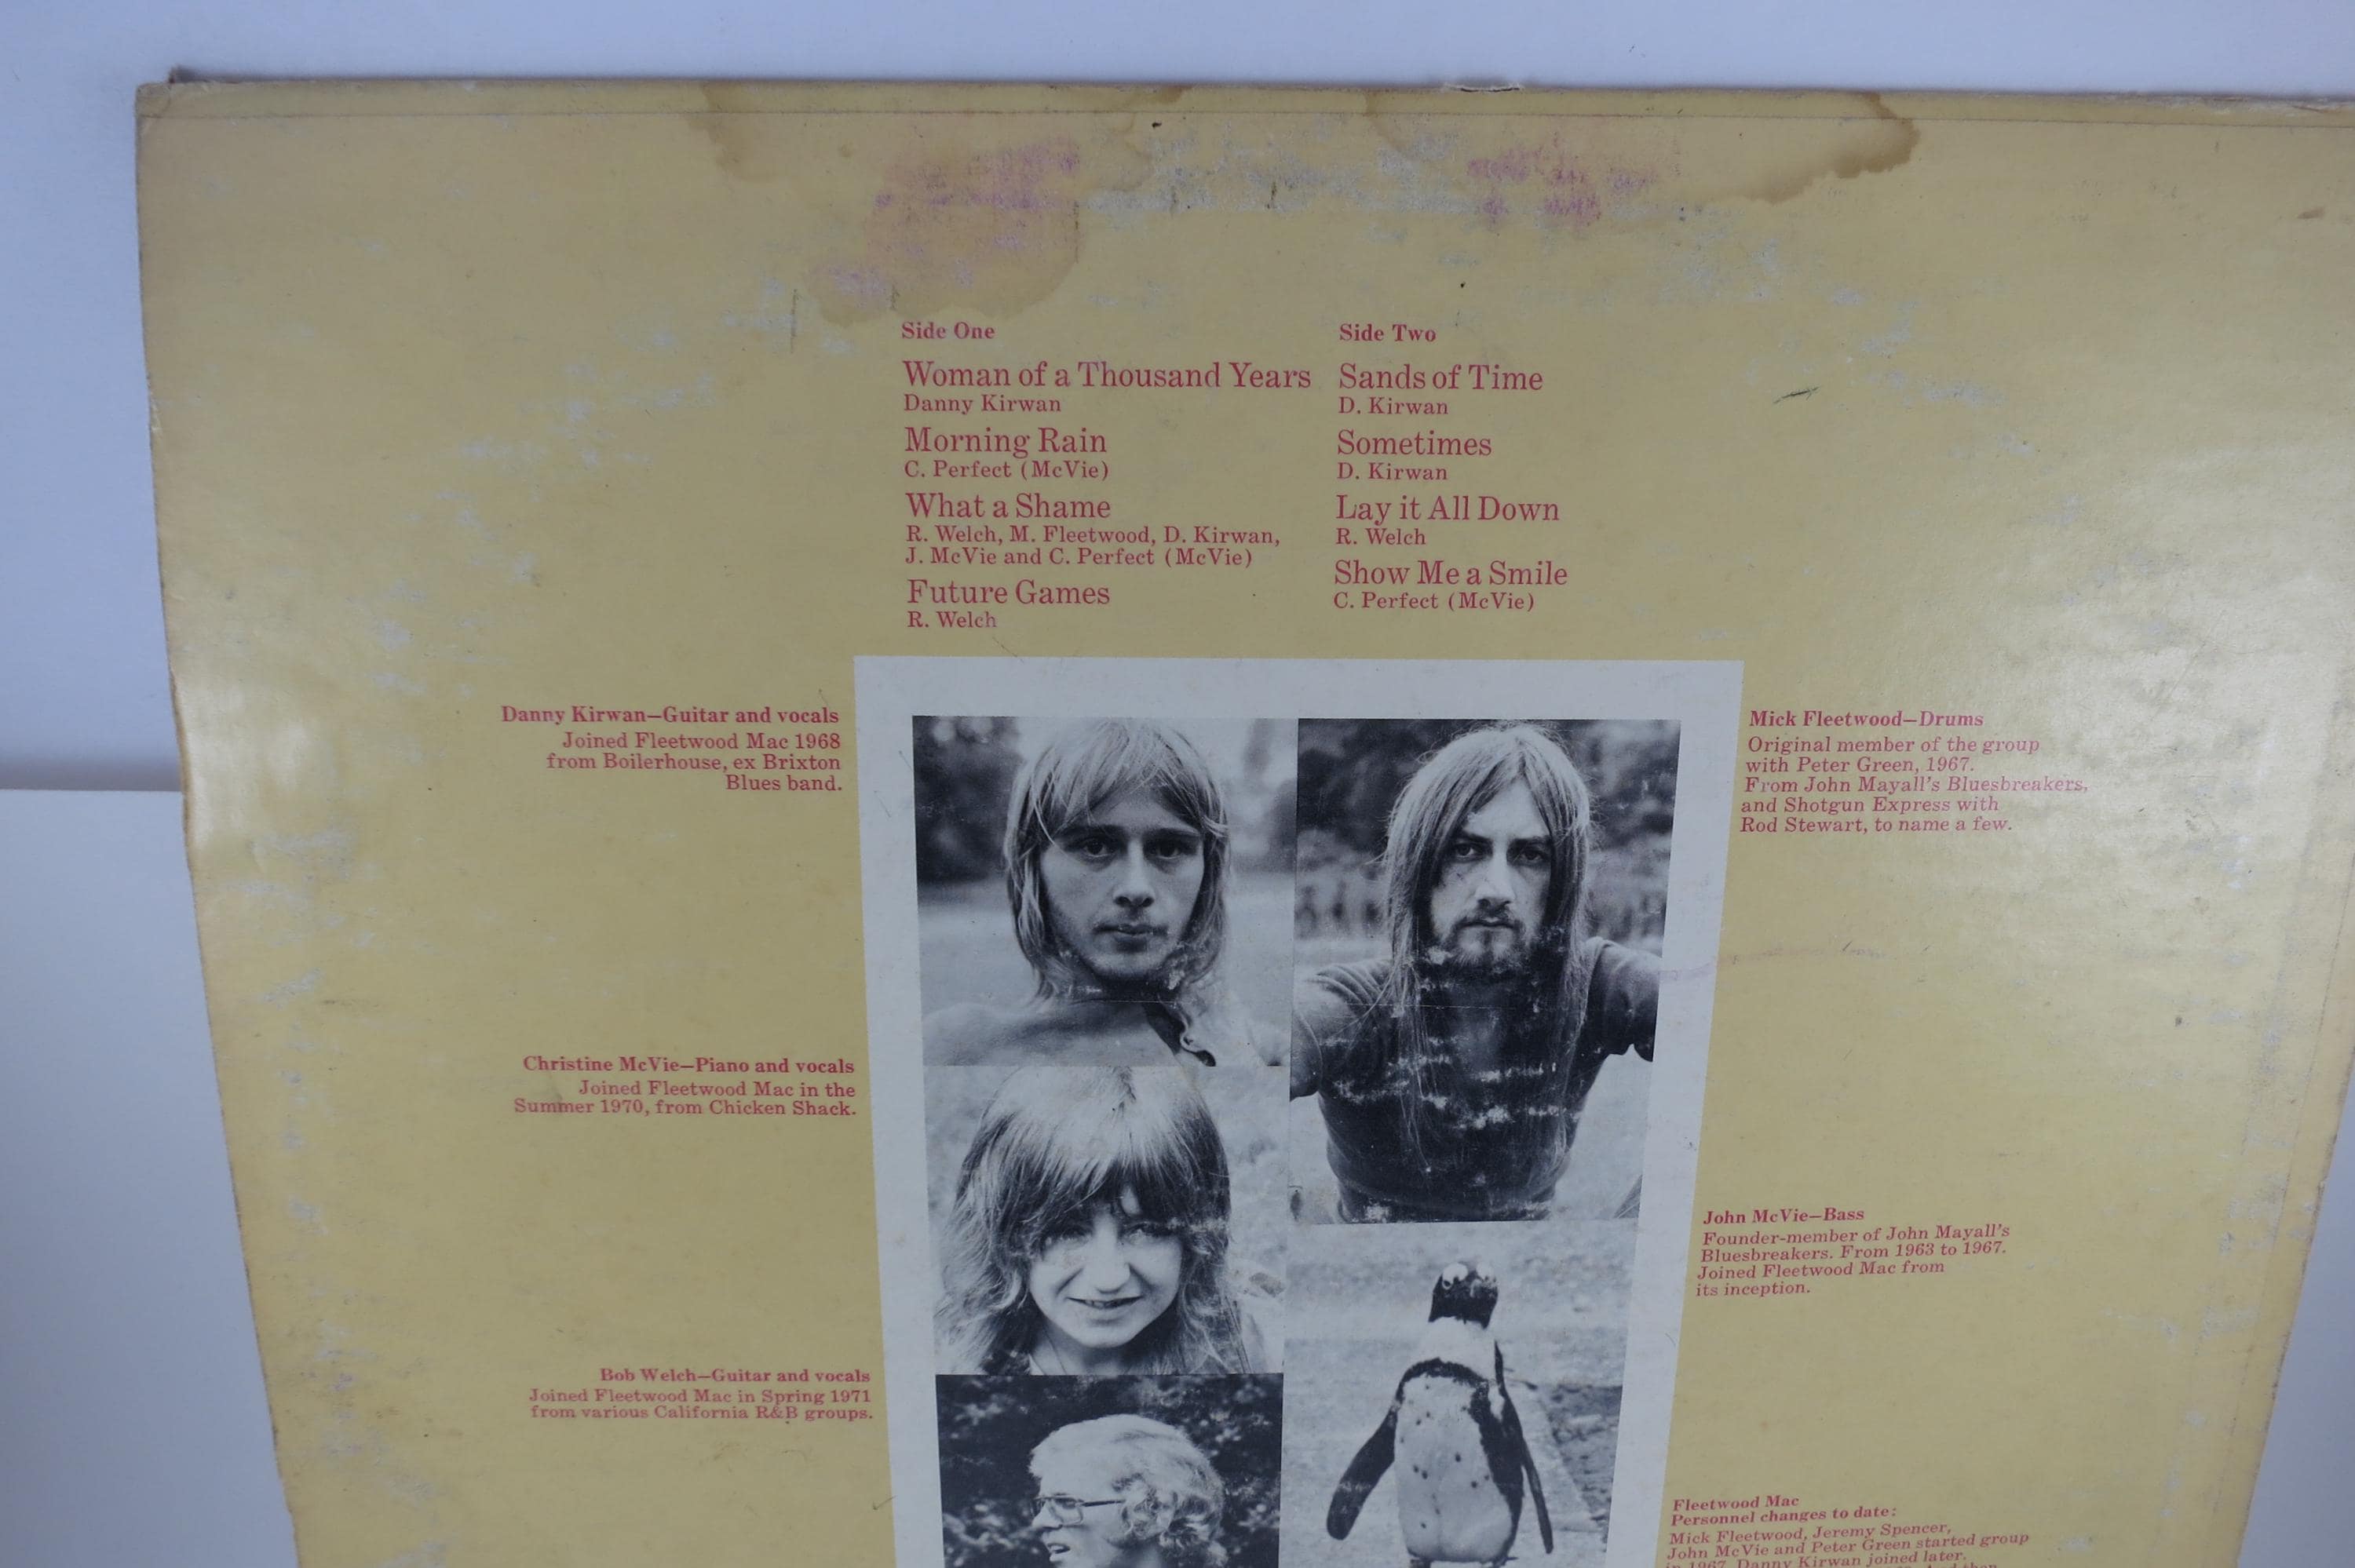 Side One
Woman of a Thousand Years
Danny Kirwan
Morning Rain
C. Perfect (McVie)
What a Shame
R. Welch, M. Fleetwood, D. Kirwan,
J. McVie and C. Perfect (McVie)
Future Games
R. Welch
Side Two
Sands of Time
D. Kirwan
Sometimes
D. Kirwan
Lay it All Down
R. Welch
Show Me a Smile
C. Perfect (McVie)
Danny Kirwan—Guitar and vocals
Joined Fleetwood Mac 1968
from Boilerhouse, ex Brixton
Blues band.
Christine McVie—Piano and vocals
Joined Fleetwood Mac in the
Summer 1970, from Chicken Shack.
Bob Welch—Guitar and vocals
Joined Fleetwood Mac in Spring 1971
from various California R&B groups.
Mick Fleetwood—Drums
Original member of the group
with Peter Green, 1967.
From John Mayall's Bluesbreakers,
and Shotgun Express with
Rod Stewart, to name a few.
John McVie—Bass
Founder-member of John Mayall's
Bluesbreakers. From 1963 to 1967.
Joined Fleetwood Mac from
its inception.
Fleetwood Mac
Personnel changes to date:
Mick Fleetwood, Jeremy Spencer,
John McVie and Peter Green started group
in 1967. Danny Kirwan joined later.